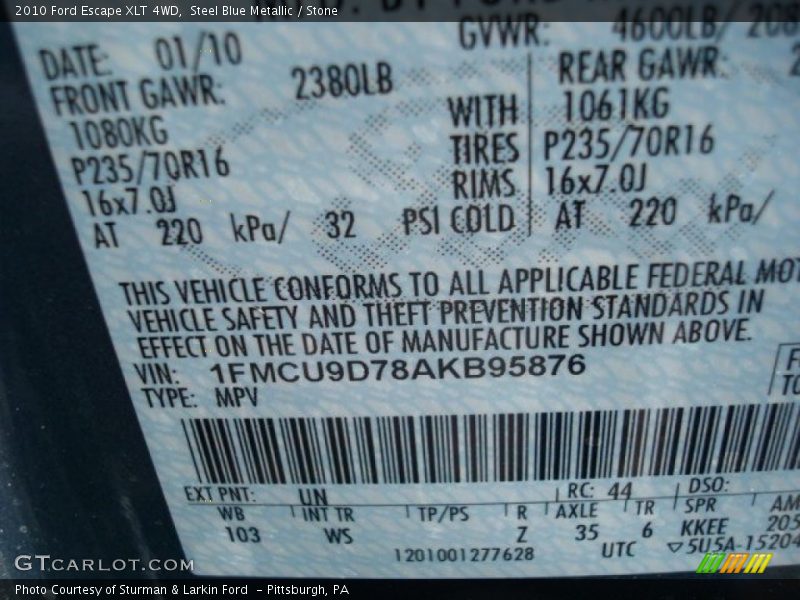 2010 Ford Escape XLT 4WD, Steel Blue Metallic / Stone
GVWR: 4600LB/
DATE: 01/10
FRONT GAWR: 2380LB
1080KG
P235/70R16
16x7.0J
AT 220 kPa/ 32 PSI COLD
WITH
TIRES
RIMS
REAR GAWR:
1061KG
P235/70R16
16x7.0J
AT 220 kPa/
THIS VEHICLE CONFORMS TO ALL APPLICABLE FEDERAL MOT
VEHICLE SAFETY AND THEFT PREVENTION STANDARDS IN
EFFECT ON THE DATE OF MANUFACTURE SHOWN ABOVE.
VIN: 1FMCU9D78AKB95876
TYPE: MPV
EXT PNT: UN RC: 44 DSO:
WB INT TR TP/PS R AXLE TR SPR
103 WS Z 35 6 KKEE
1201001277628 UTC ▽5U5A-15204
GTCARLOT.COM
Photo Courtesy of Sturman & Larkin Ford - Pittsburgh, PA